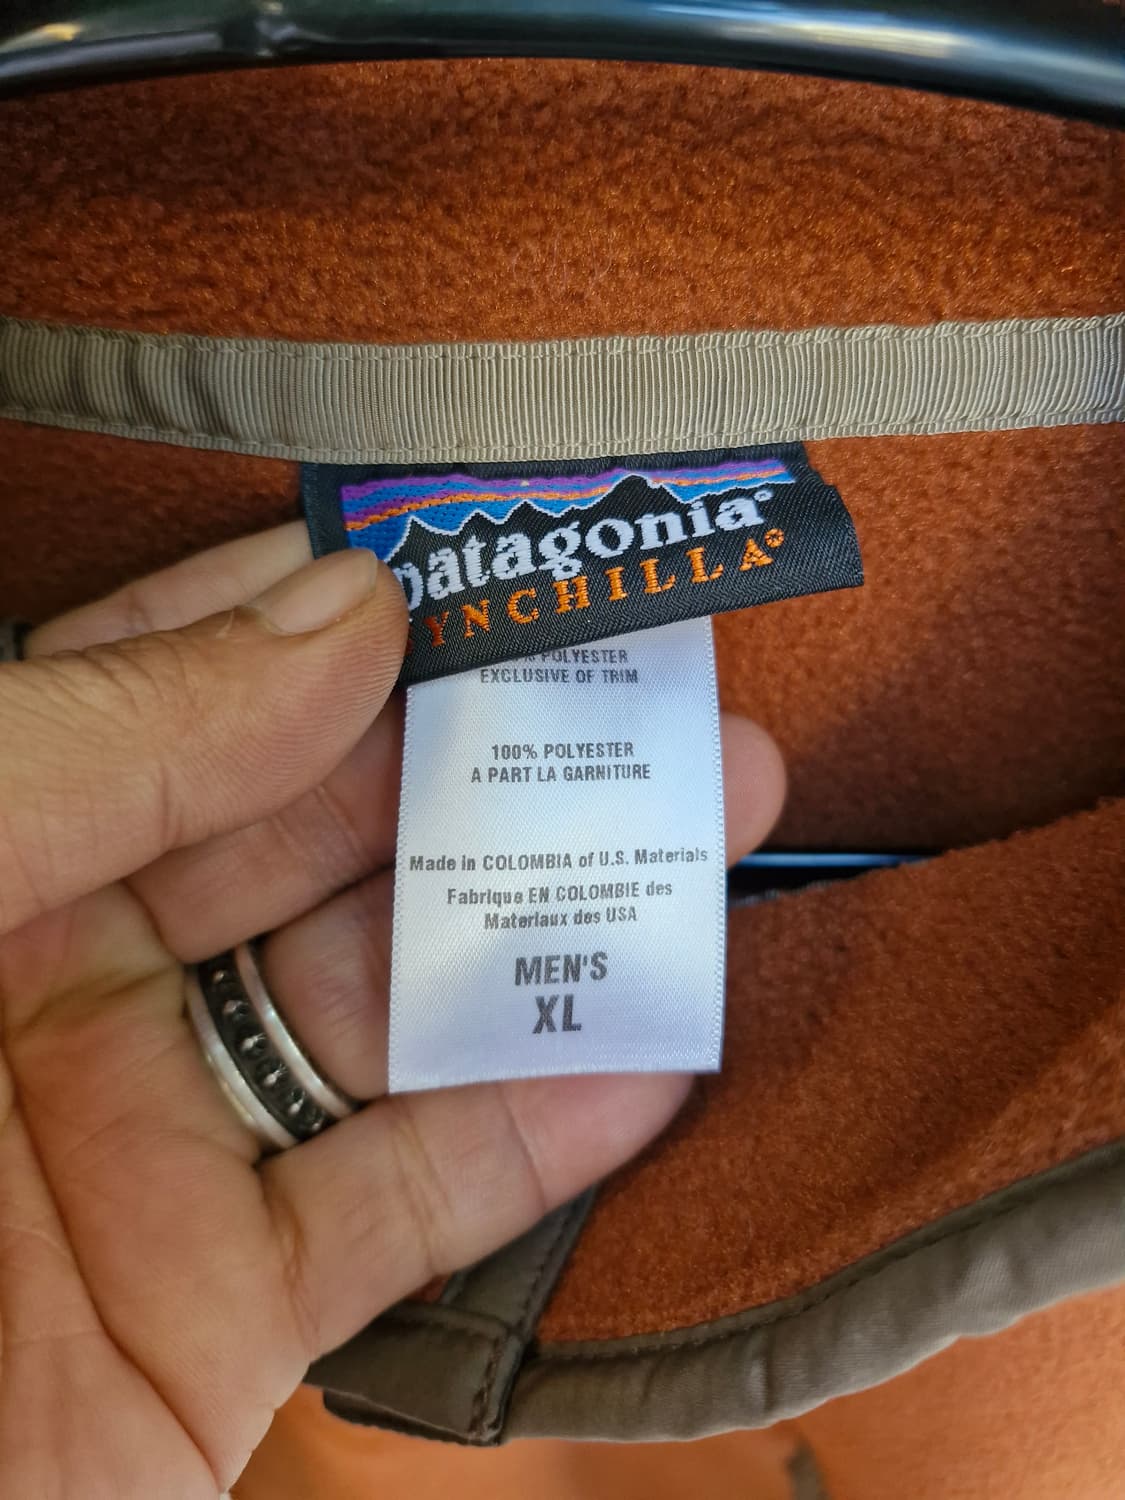 patagonia®
YNCHILLA®
POLYESTER
EXCLUSIVE OF TRIM
100% POLYESTER
A PART LA GARNITURE
Made in COLOMBIA of U.S. Materials
Fabrique EN COLOMBIE des
Materiaux des USA
MEN'S
XL